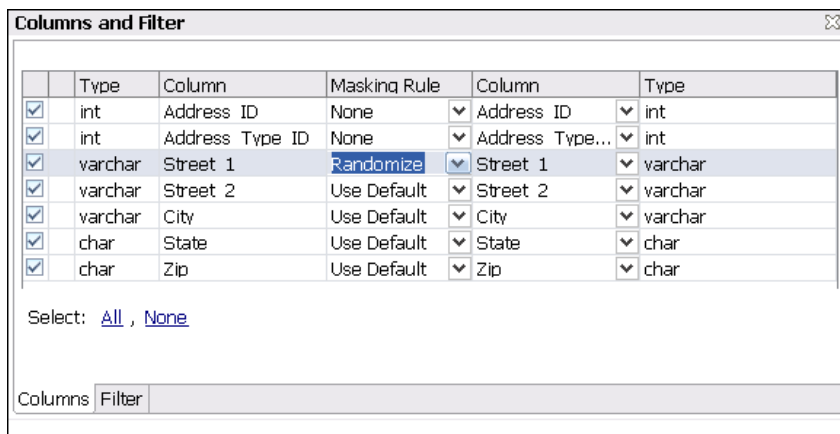 Columns and Filter
Type Column Masking Rule Column Type
int Address ID None Address ID int
int Address Type ID None Address Type... int
varchar Street 1 Randomize Street 1 varchar
varchar Street 2 Use Default Street 2 varchar
varchar City Use Default City varchar
char State Use Default State char
char Zip Use Default Zip char
Select: All , None
Columns Filter